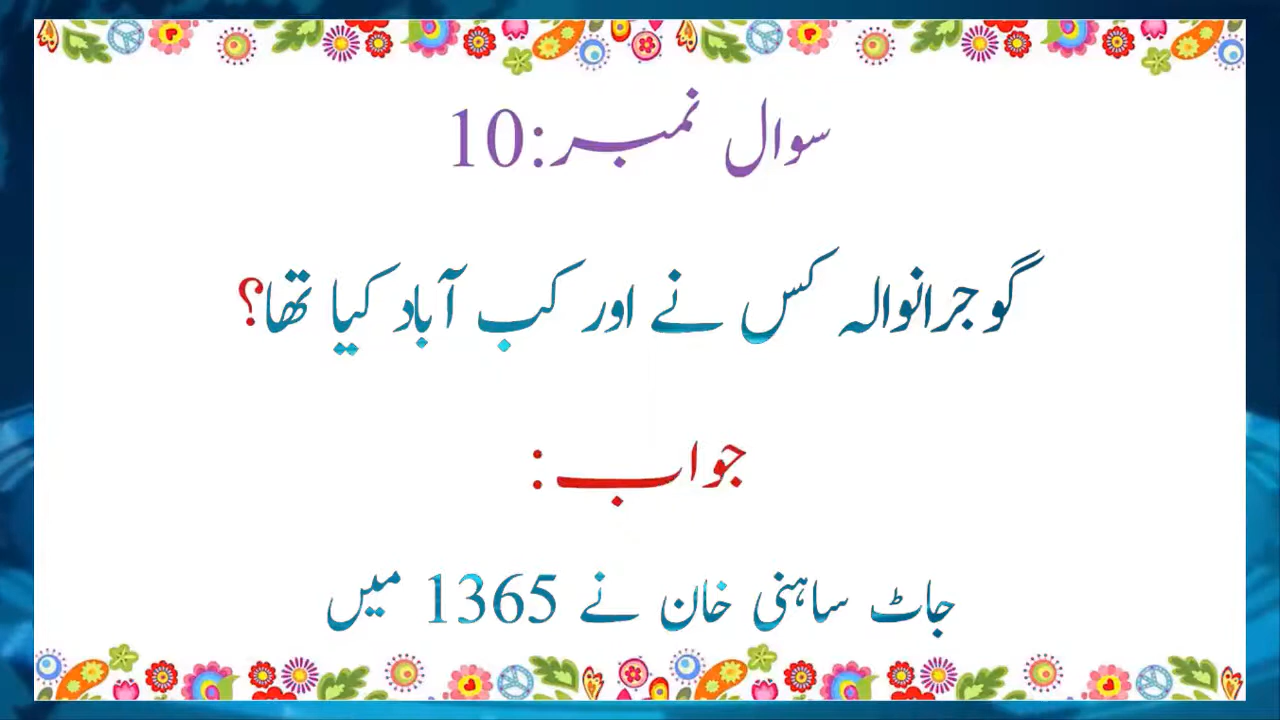 سوال نمبر:10
گوجرانوالہ کس نے اور کب آباد کیا تھا؟
جواب:
جاٹ ساہنی خان نے 1365 میں